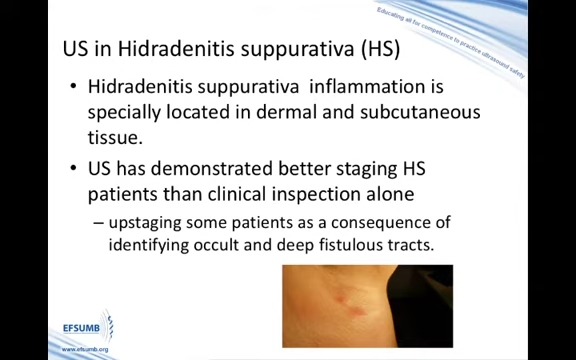 Educating all for competence to practice ultrasound safely
US in Hidradenitis suppurativa (HS)
• Hidradenitis suppurativa inflammation is
specially located in dermal and subcutaneous
tissue.
• US has demonstrated better staging HS
patients than clinical inspection alone
– upstaging some patients as a consequence of
identifying occult and deep fistulous tracts.
EFSUMB
www.efsumb.org